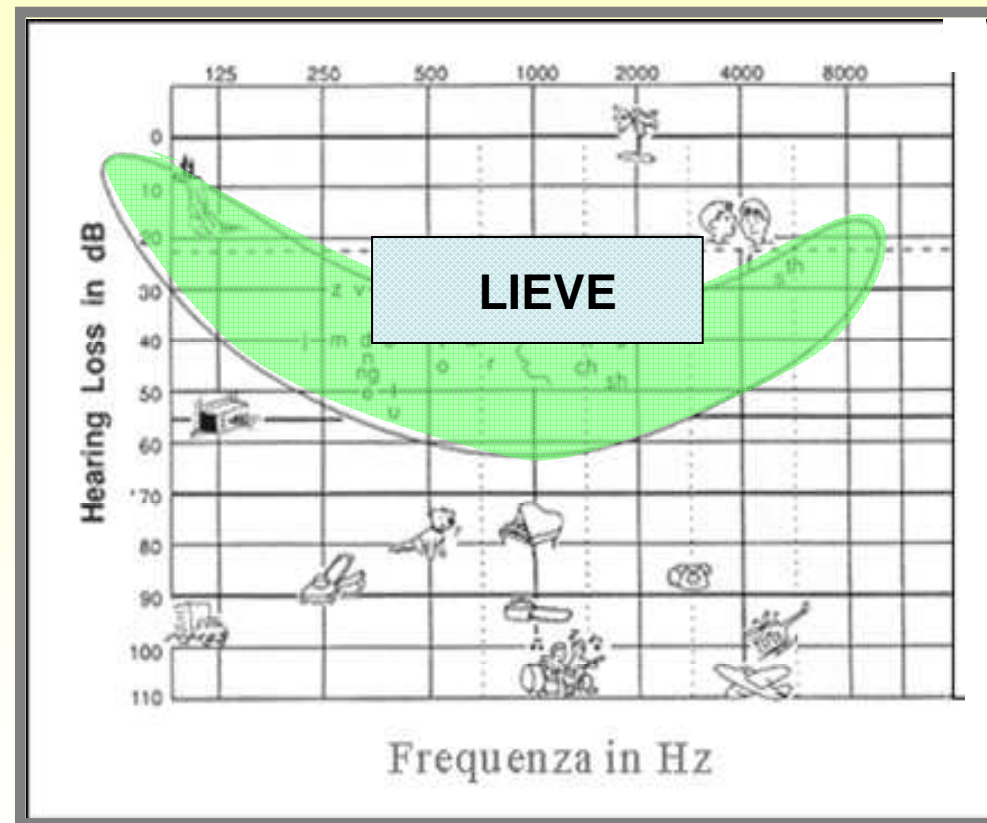 125 250 500 1000 2000 4000 8000
Hearing Loss in dB
0
10
20
30
40
50
60
70
80
90
100
110
LIEVE
z v
th
s
j m d
n
ng
o r ch sh
e l
u
Frequenza in Hz